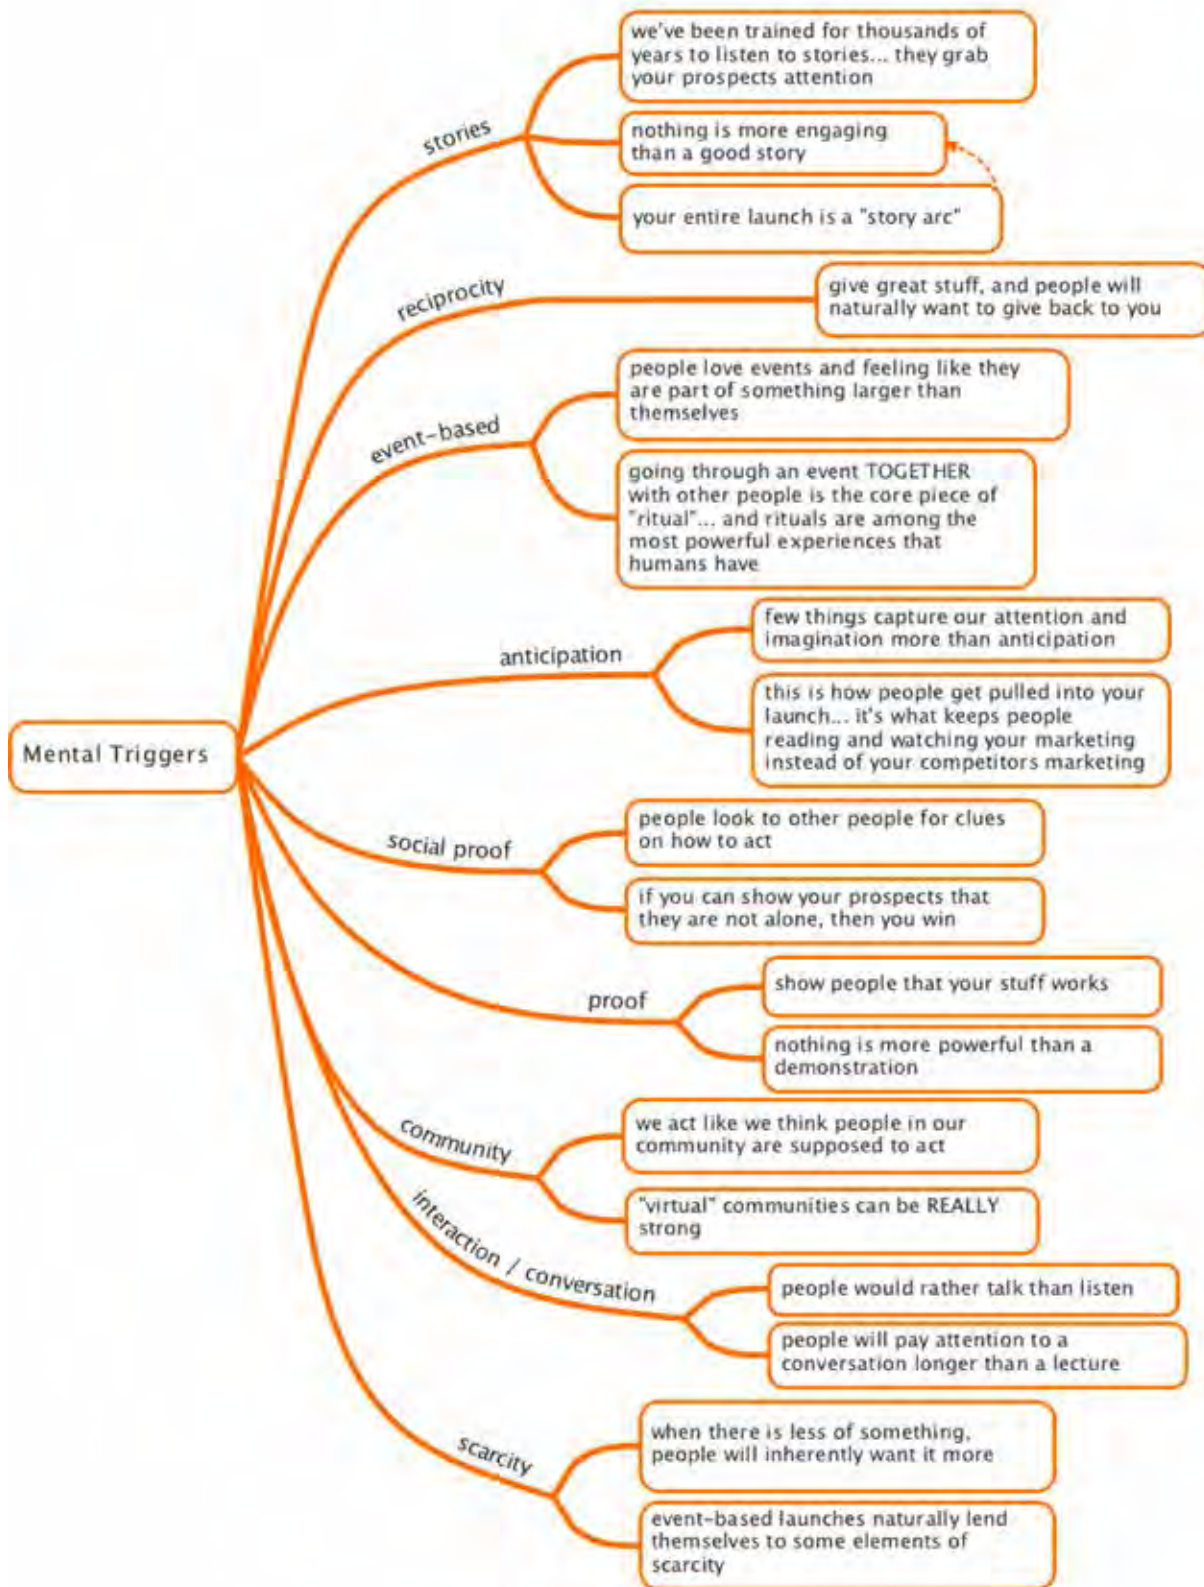 we've been trained for thousands of
years to listen to stories... they grab
your prospects attention
stories
nothing is more engaging
than a good story
your entire launch is a "story arc"
reciprocity
give great stuff, and people will
naturally want to give back to you
people love events and feeling like they
are part of something larger than
themselves
event-based
going through an event TOGETHER
with other people is the core piece of
"ritual"... and rituals are among the
most powerful experiences that
humans have
few things capture our attention and
imagination more than anticipation
anticipation
this is how people get pulled into your
launch... it's what keeps people
reading and watching your marketing
instead of your competitors marketing
Mental Triggers
people look to other people for clues
on how to act
social proof
if you can show your prospects that
they are not alone, then you win
show people that your stuff works
proof
nothing is more powerful than a
demonstration
we act like we think people in our
community are supposed to act
community
"virtual" communities can be REALLY
strong
interaction / conversation
people would rather talk than listen
people will pay attention to a
conversation longer than a lecture
when there is less of something,
people will inherently want it more
scarcity
event-based launches naturally lend
themselves to some elements of
scarcity